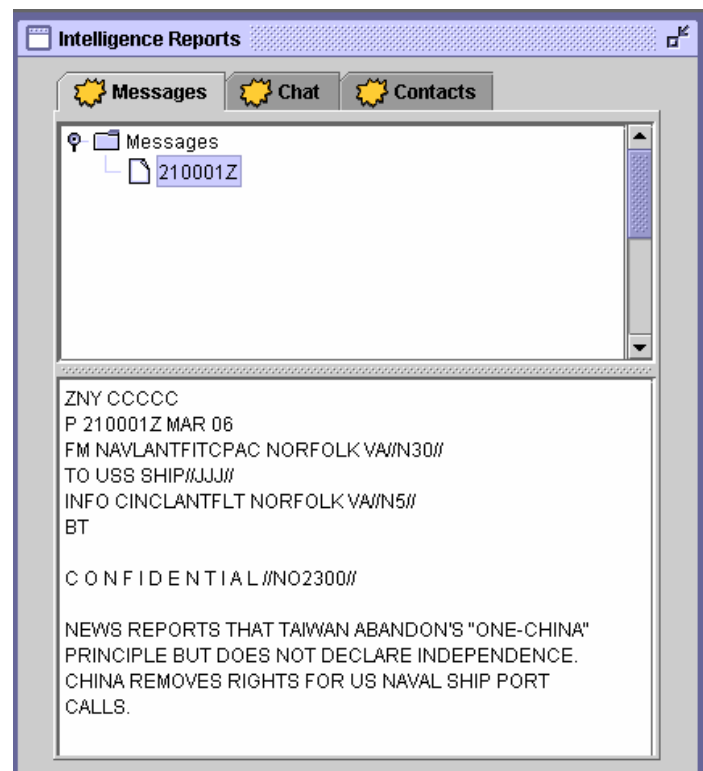 Intelligence Reports
Messages Chat Contacts
Messages
210001Z
ZNY CCCCC
P 210001Z MAR 06
FM NAVLANTFITCPAC NORFOLK VA//N30//
TO USS SHIP//JJJ//
INFO CINCLANTFLT NORFOLK VA//N5//
BT
C O N F I D E N T I A L //NO2300//
NEWS REPORTS THAT TAIWAN ABANDON'S "ONE-CHINA"
PRINCIPLE BUT DOES NOT DECLARE INDEPENDENCE.
CHINA REMOVES RIGHTS FOR US NAVAL SHIP PORT
CALLS.